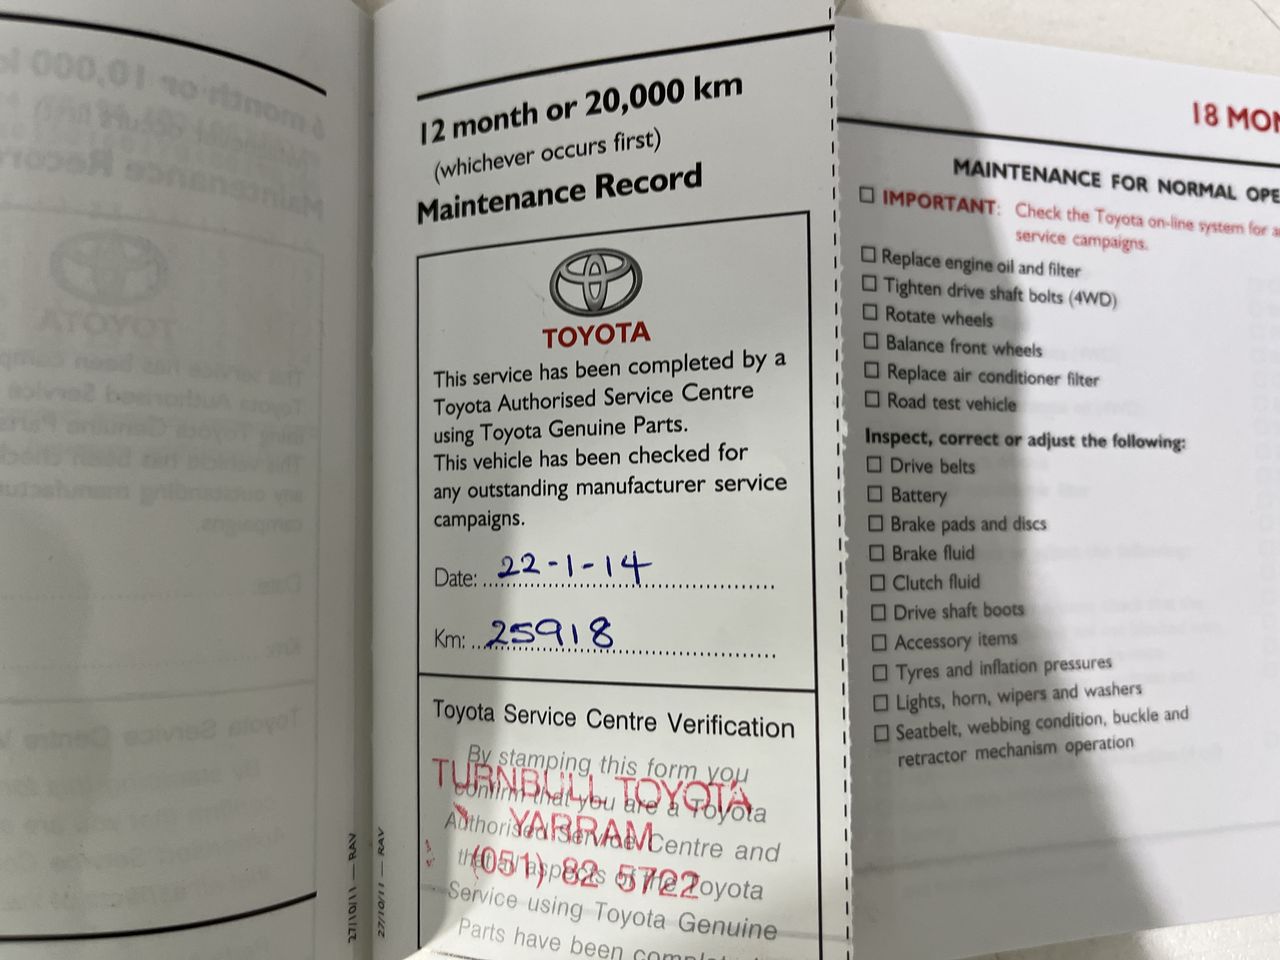 12 month or 20,000 km
(whichever occurs first)
Maintenance Record
TOYOTA
This service has been completed by a
Toyota Authorised Service Centre
using Toyota Genuine Parts.
This vehicle has been checked for
any outstanding manufacturer service
campaigns.
Date: 22-1-14
Km: 25918
Toyota Service Centre Verification
By stamping this form you
confirm that you are a Toyota
Authorised Service Centre and
that all aspects of the Toyota
Service using Toyota Genuine
Parts have been
TURNBULL TOYOTA
YARRAM
(051) 82 5722
27/10/11 — RAV
27/10/11 — RAV
18 MON
MAINTENANCE FOR NORMAL OPE
IMPORTANT: Check the Toyota on-line system for
service campaigns.
Replace engine oil and filter
Tighten drive shaft bolts (4WD)
Rotate wheels
Balance front wheels
Replace air conditioner filter
Road test vehicle
Inspect, correct or adjust the following:
Drive belts
Battery
Brake pads and discs
Brake fluid
Clutch fluid
Drive shaft boots
Accessory items
Tyres and inflation pressures
Lights, horn, wipers and washers
Seatbelt, webbing condition, buckle and
retractor mechanism operation